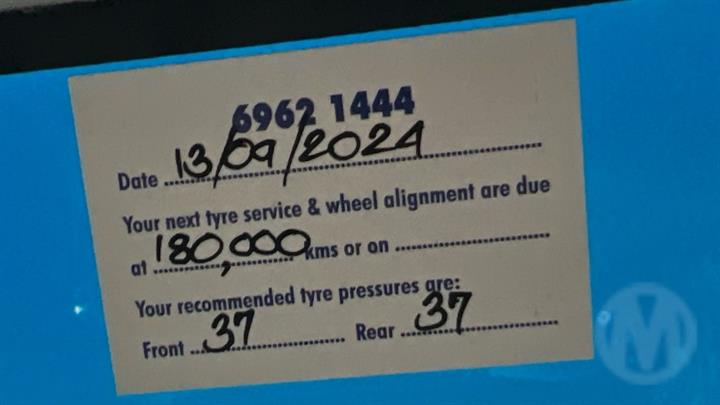 6962 1444
Date 13/09/2024
Your next tyre service & wheel alignment are due
at 180,000 kms or on
Your recommended tyre pressures are:
Front 37 Rear 37
M